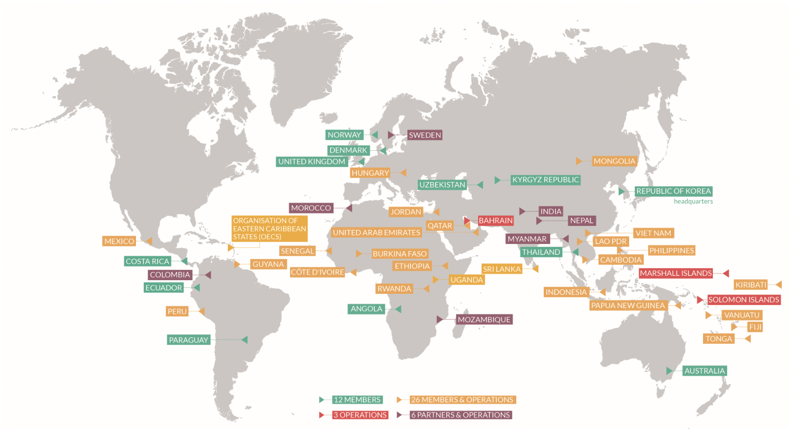 NORWAY
SWEDEN
DENMARK
UNITED KINGDOM
MONGOLIA
HUNGARY
KYRGYZ REPUBLIC
UZBEKISTAN
REPUBLIC OF KOREA
headquarters
MOROCCO
JORDAN
INDIA
ORGANISATION OF
EASTERN CARIBBEAN
STATES (OECS)
QATAR
BAHRAIN
NEPAL
UNITED ARAB EMIRATES
VIET NAM
MEXICO
MYANMAR
LAO PDR
SENEGAL
BURKINA FASO
THAILAND
PHILIPPINES
COSTA RICA
GUYANA
ETHIOPIA
SRI LANKA
CAMBODIA
COLOMBIA
CÔTE D'IVOIRE
UGANDA
MARSHALL ISLANDS
ECUADOR
RWANDA
KIRIBATI
INDONESIA
SOLOMON ISLANDS
PERU
ANGOLA
PAPUA NEW GUINEA
MOZAMBIQUE
VANUATU
FIJI
PARAGUAY
TONGA
AUSTRALIA
12 MEMBERS
26 MEMBERS & OPERATIONS
3 OPERATIONS
6 PARTNERS & OPERATIONS